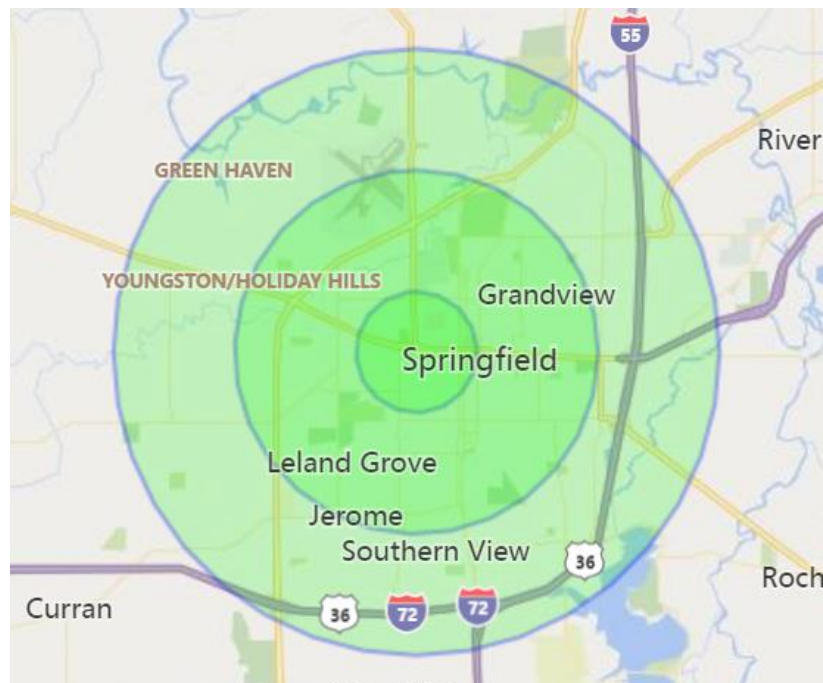 55
River
GREEN HAVEN
YOUNGSTON/HOLIDAY HILLS
Grandview
Springfield
Leland Grove
Jerome
Southern View
36
Roch
Curran
36
72
72